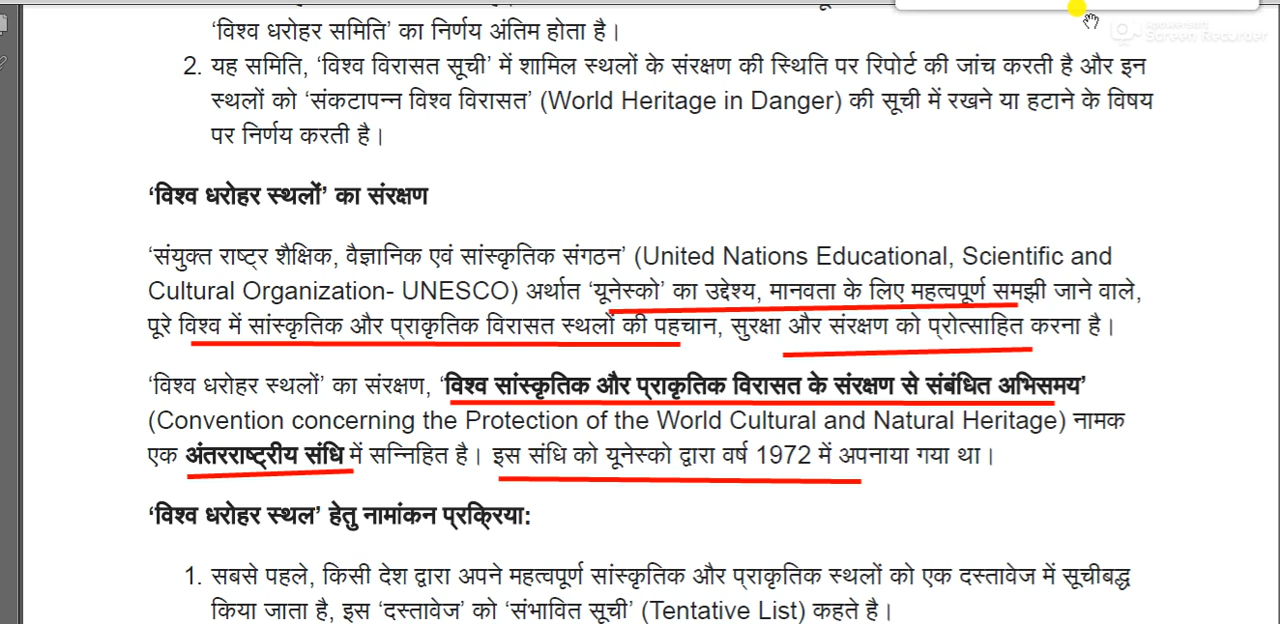 ‘विश्व धरोहर समिति’ का निर्णय अंतिम होता है।
Apowersoft
Screen Recorder
2. यह समिति, ‘विश्व विरासत सूची’ में शामिल स्थलों के संरक्षण की स्थिति पर रिपोर्ट की जांच करती है और इन
स्थलों को ‘संकटापन्न विश्व विरासत’ (World Heritage in Danger) की सूची में रखने या हटाने के विषय
पर निर्णय करती है।
‘विश्व धरोहर स्थलों’ का संरक्षण
‘संयुक्त राष्ट्र शैक्षिक, वैज्ञानिक एवं सांस्कृतिक संगठन’ (United Nations Educational, Scientific and
Cultural Organization- UNESCO) अर्थात ‘यूनेस्को’ का उद्देश्य, मानवता के लिए महत्वपूर्ण समझी जाने वाले,
पूरे विश्व में सांस्कृतिक और प्राकृतिक विरासत स्थलों की पहचान, सुरक्षा और संरक्षण को प्रोत्साहित करना है।
‘विश्व धरोहर स्थलों’ का संरक्षण, ‘विश्व सांस्कृतिक और प्राकृतिक विरासत के संरक्षण से संबंधित अभिसमय’
(Convention concerning the Protection of the World Cultural and Natural Heritage) नामक
एक अंतरराष्ट्रीय संधि में सन्निहित है। इस संधि को यूनेस्को द्वारा वर्ष 1972 में अपनाया गया था।
‘विश्व धरोहर स्थल’ हेतु नामांकन प्रक्रिया:
1. सबसे पहले, किसी देश द्वारा अपने महत्वपूर्ण सांस्कृतिक और प्राकृतिक स्थलों को एक दस्तावेज में सूचीबद्ध
किया जाता है, इस ‘दस्तावेज’ को ‘संभावित सूची’ (Tentative List) कहते है।